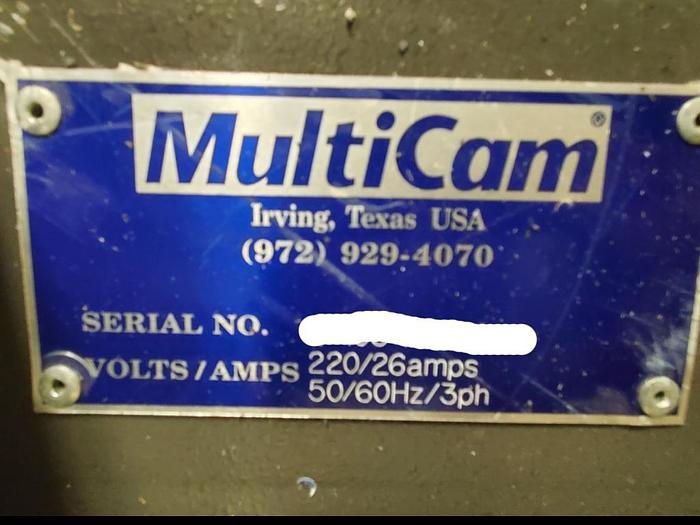 MultiCam®
Irving, Texas USA
(972) 929-4070
SERIAL NO.
VOLTS/AMPS 220/26amps
50/60Hz/3ph